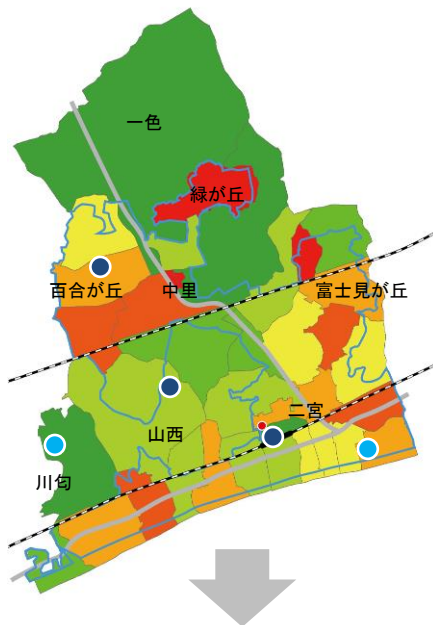 一色
緑が丘
百合が丘
中里
富士見が丘
二宮
山西
川匂